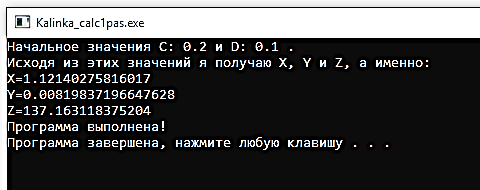 Kalinka_calc1pas.exe
Начальное значения C: 0.2 и D: 0.1 .
Исходя из этих значений я получаю X, Y и Z, а именно:
X=1.12140275816017
Y=0.00819837196647628
Z=137.163118375204
Программа выполнена!
Программа завершена, нажмите любую клавишу . . .